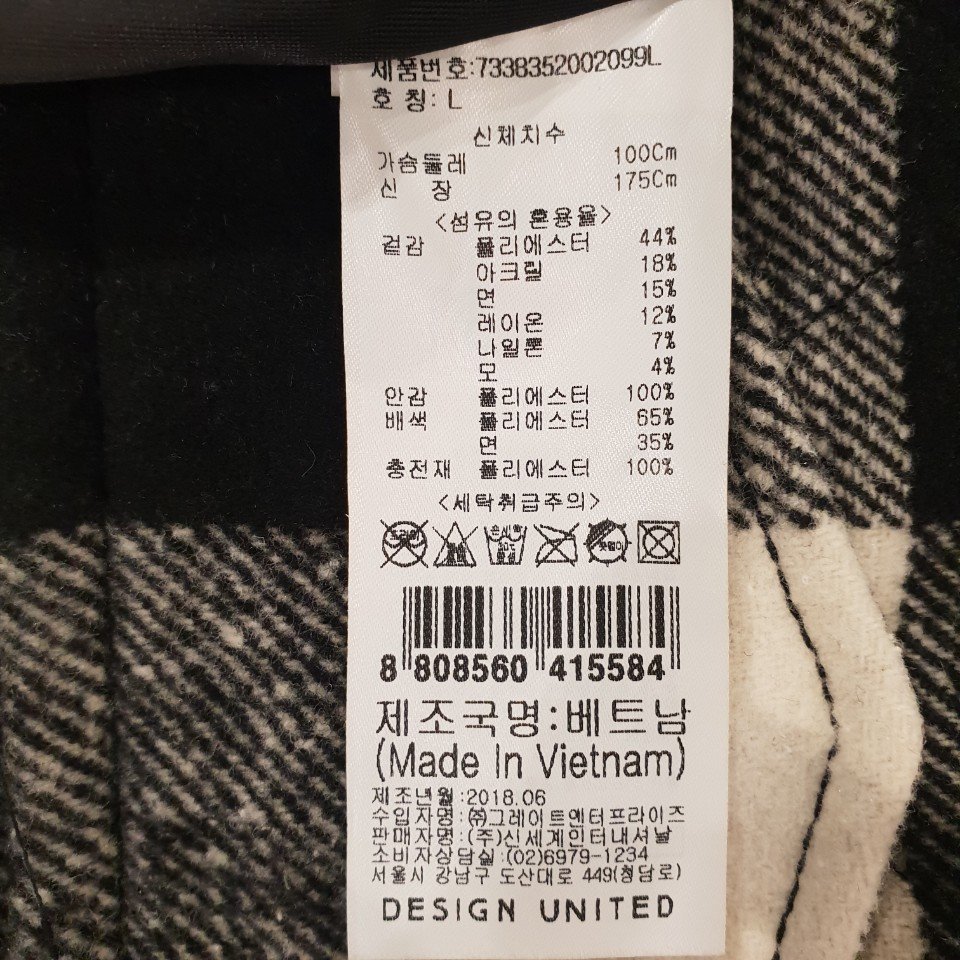 제품번호:7338352002099L
호 칭: L
신체치수
가슴둘레 100Cm
신 장 175Cm
<섬유의 혼용율>
겉감 폴리에스터 44%
아크릴 18%
면 15%
레이온 12%
나일론 7%
모 4%
안감 폴리에스터 100%
배색 폴리에스터 65%
면 35%
충전재 폴리에스터 100%
<세탁취급주의>
8 808560 415584
제조국명:베트남
(Made In Vietnam)
제조년월:2018.06
수입자명:㈜그레이트엔터프라이즈
판매자명:(주)신세계인터내셔날
소비자상담실:(02)6979-1234
서울시 강남구 도산대로 449(청담로)
DESIGN UNITED